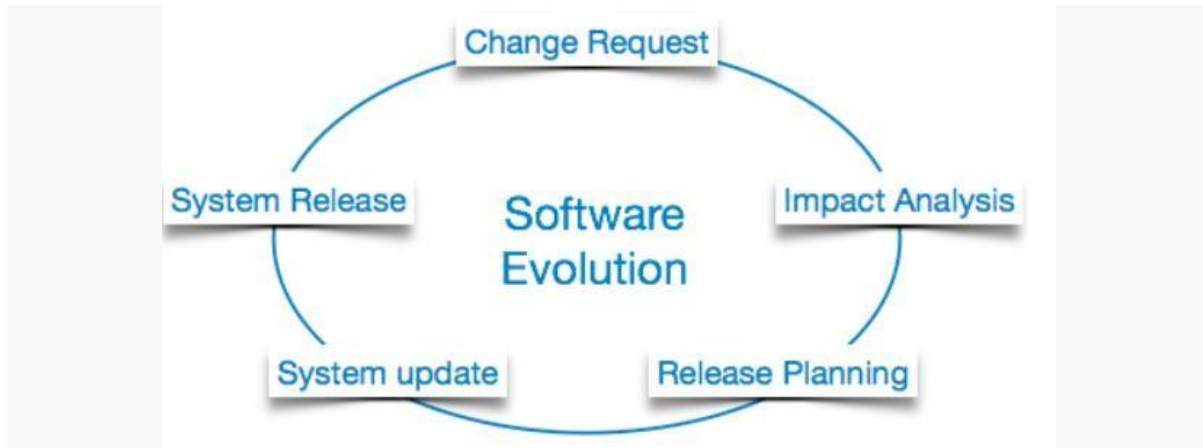 Change Request
System Release
Impact Analysis
Software
Evolution
System update
Release Planning